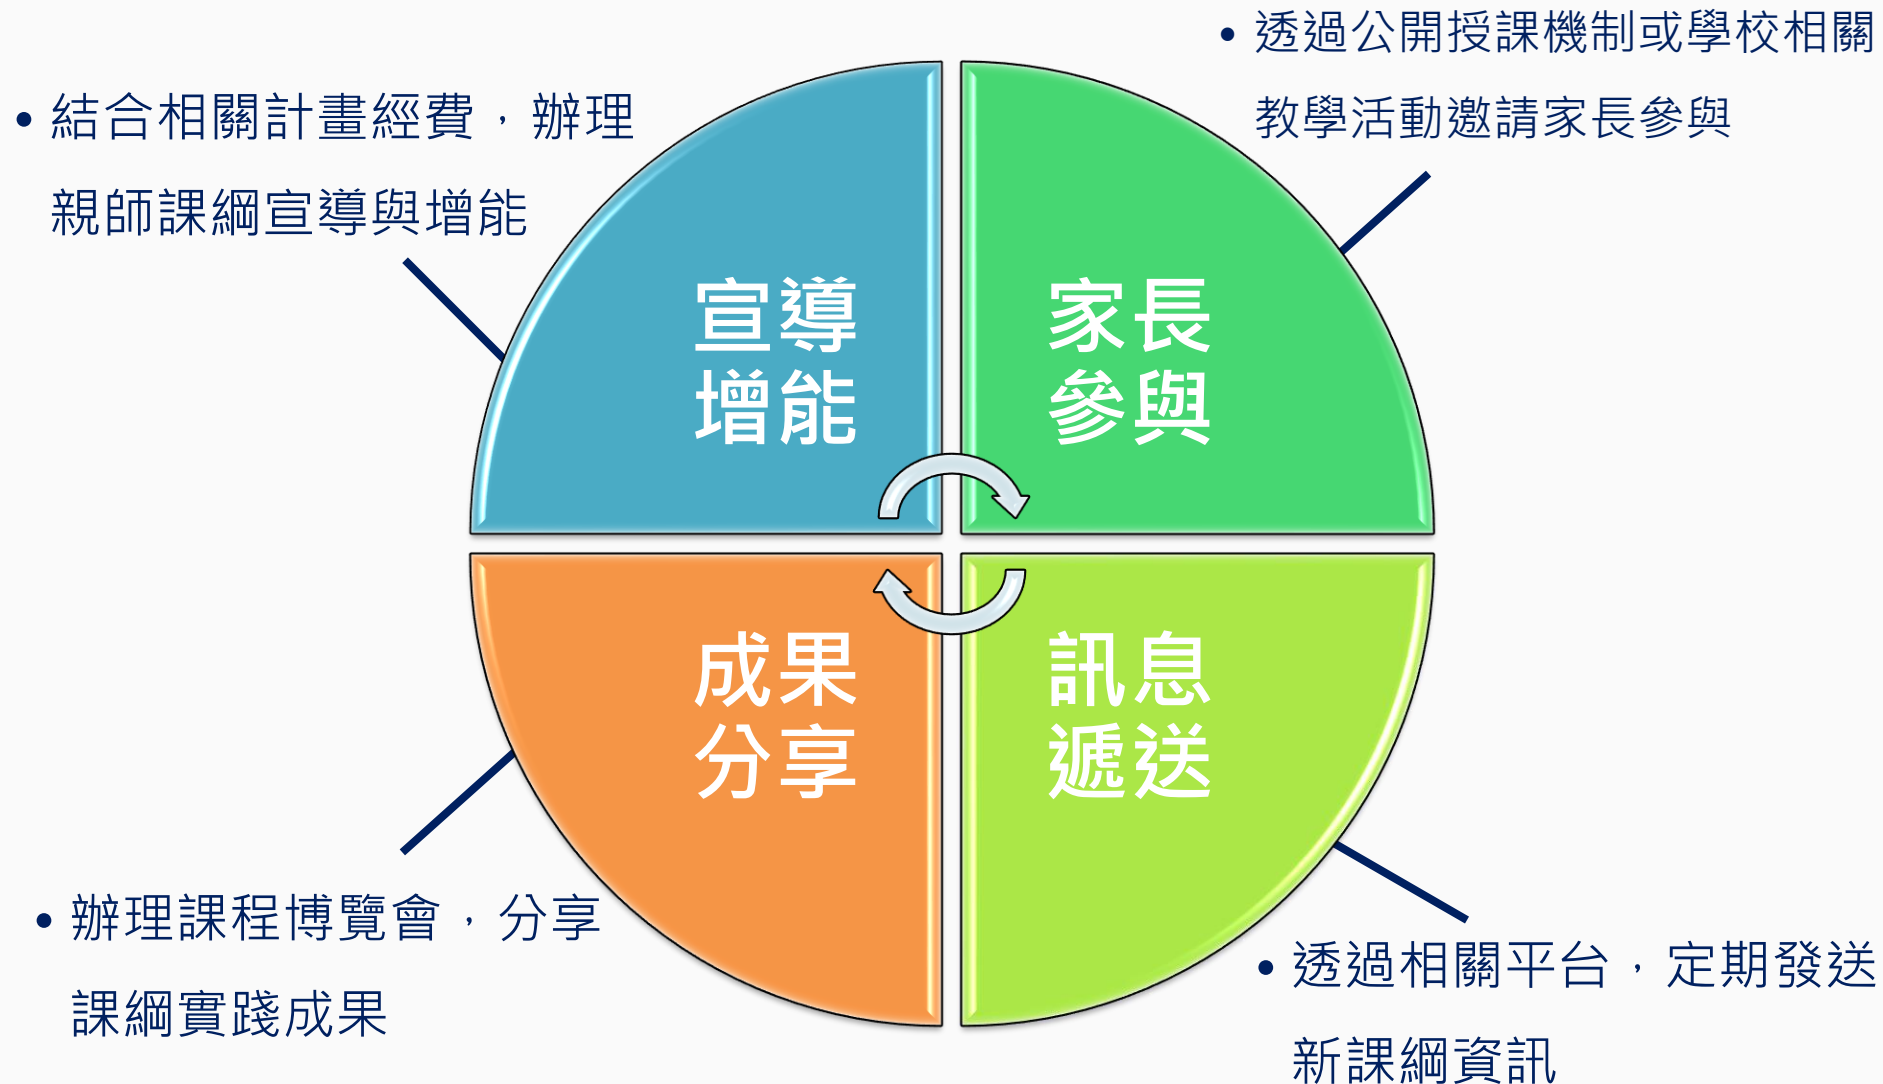 • 結合相關計畫經費，辦理
親師課綱宣導與增能
宣導
增能
• 透過公開授課機制或學校相關
教學活動邀請家長參與
家長
參與
成果
分享
• 辦理課程博覽會，分享
課綱實踐成果
訊息
遞送
• 透過相關平台，定期發送
新課綱資訊